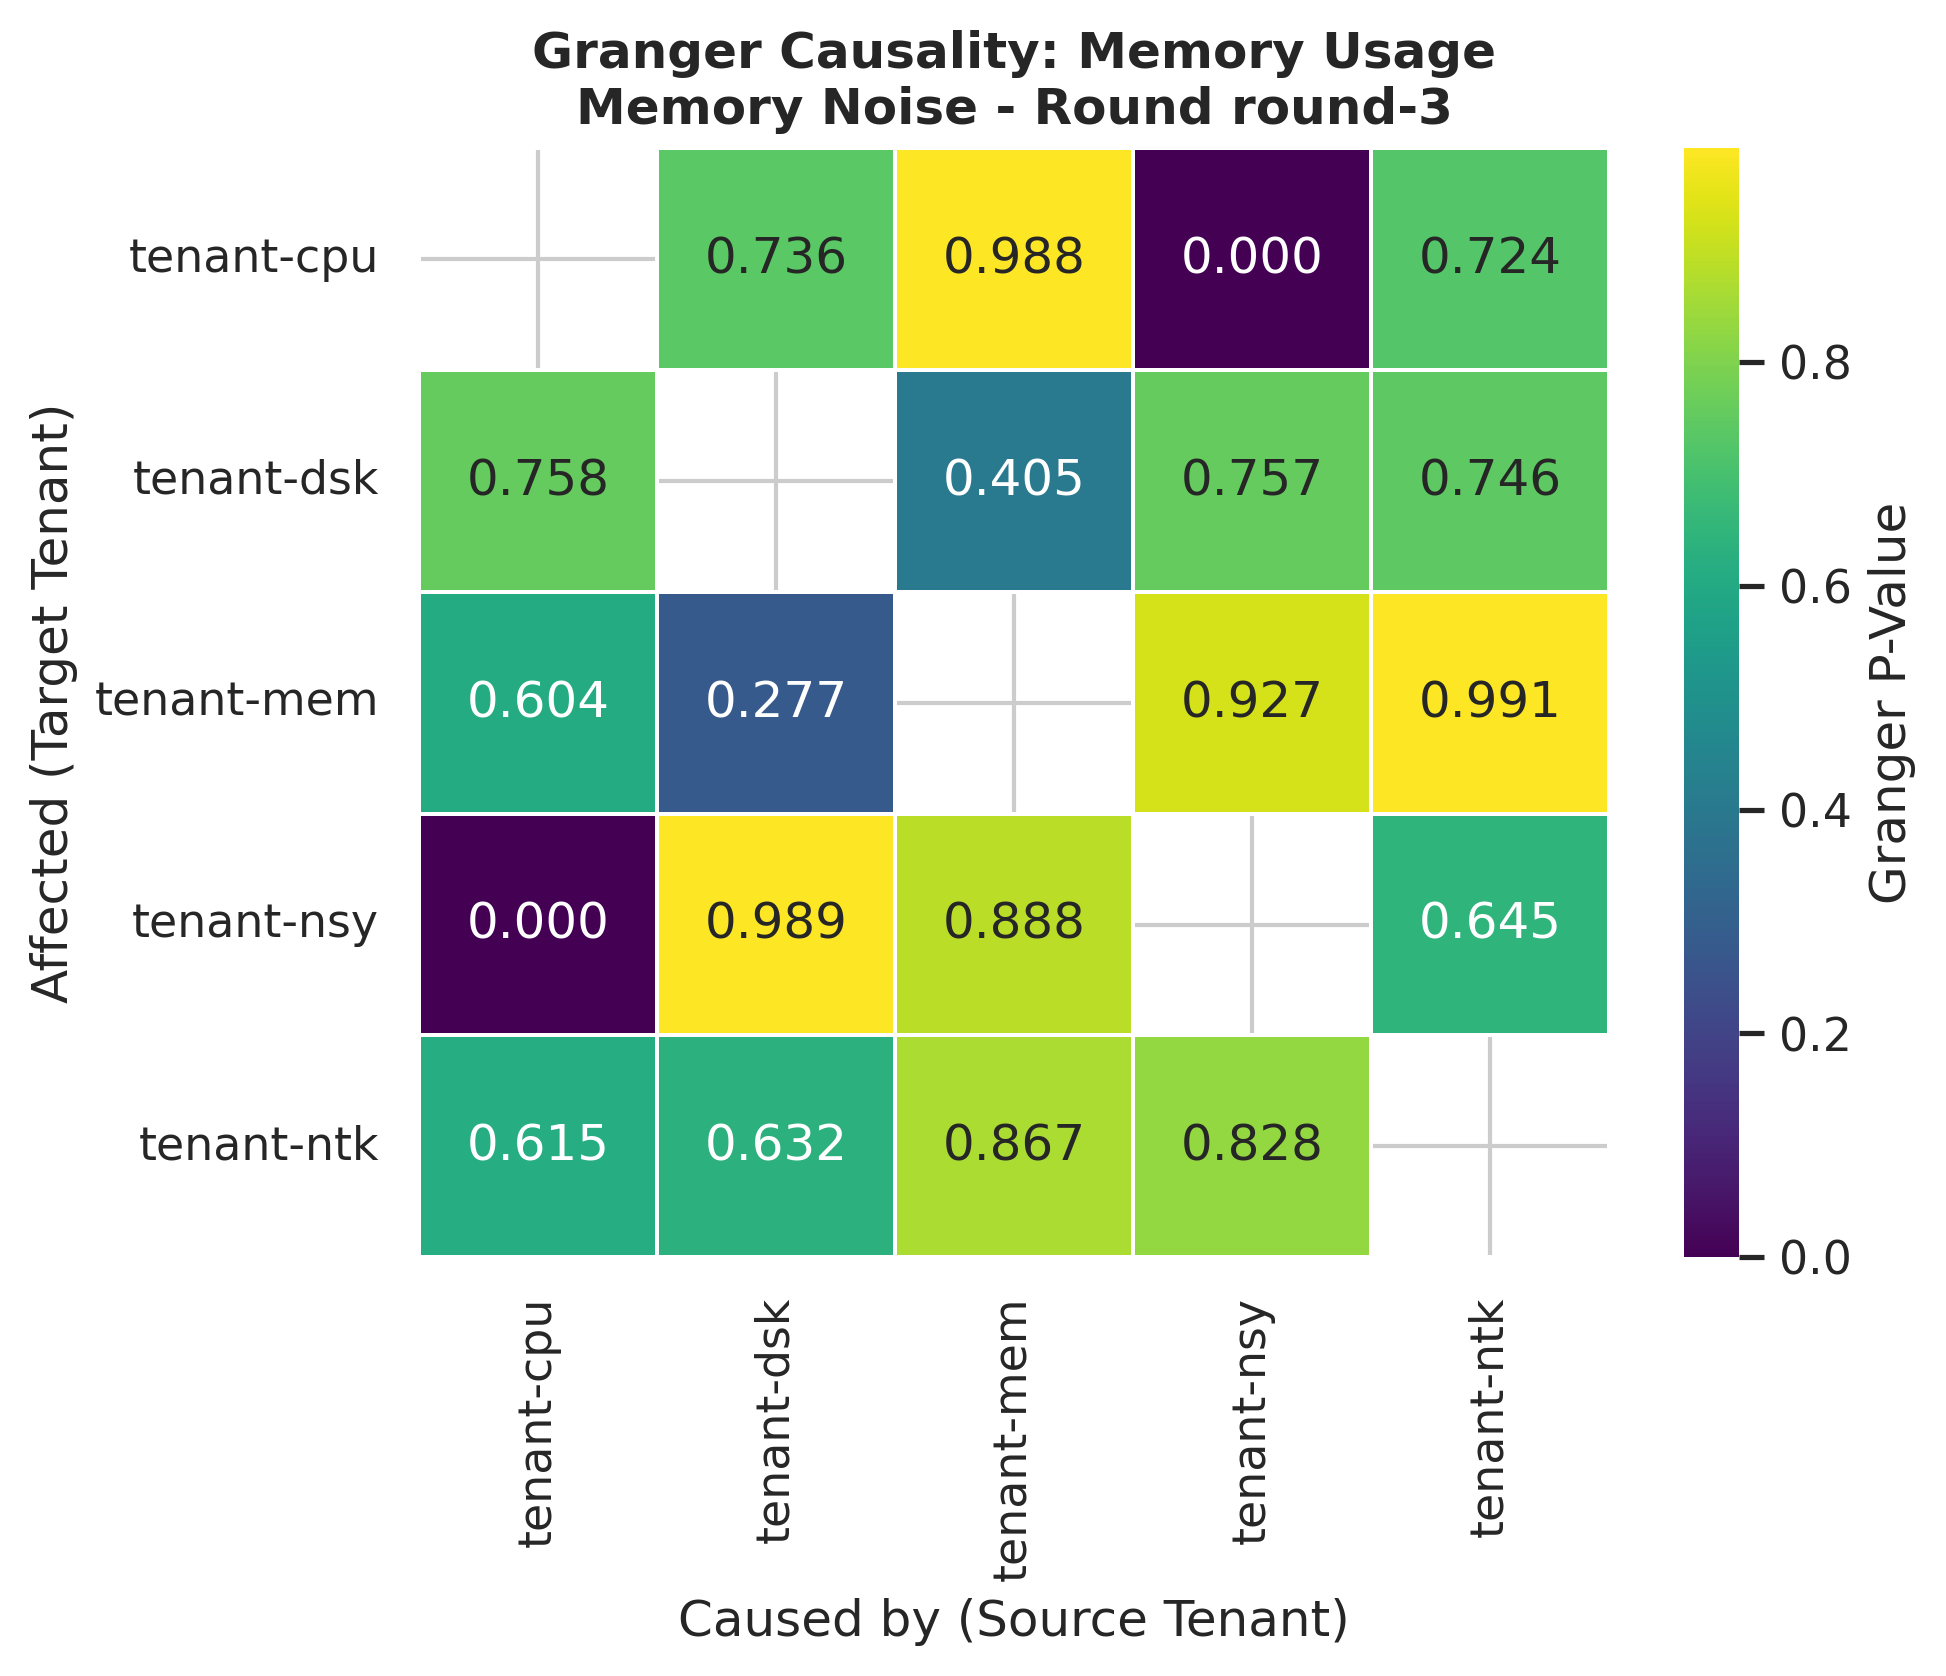 Granger Causality: Memory Usage
Memory Noise - Round round-3
tenant-cpu 0.736 0.988 0.000 0.724
tenant-dsk 0.758 0.405 0.757 0.746
tenant-mem 0.604 0.277 0.927 0.991
tenant-nsy 0.000 0.989 0.888 0.645
tenant-ntk 0.615 0.632 0.867 0.828
Affected (Target Tenant)
tenant-cpu
tenant-dsk
tenant-mem
tenant-nsy
tenant-ntk
Caused by (Source Tenant)
0.8
0.6
0.4
0.2
0.0
Granger P-Value